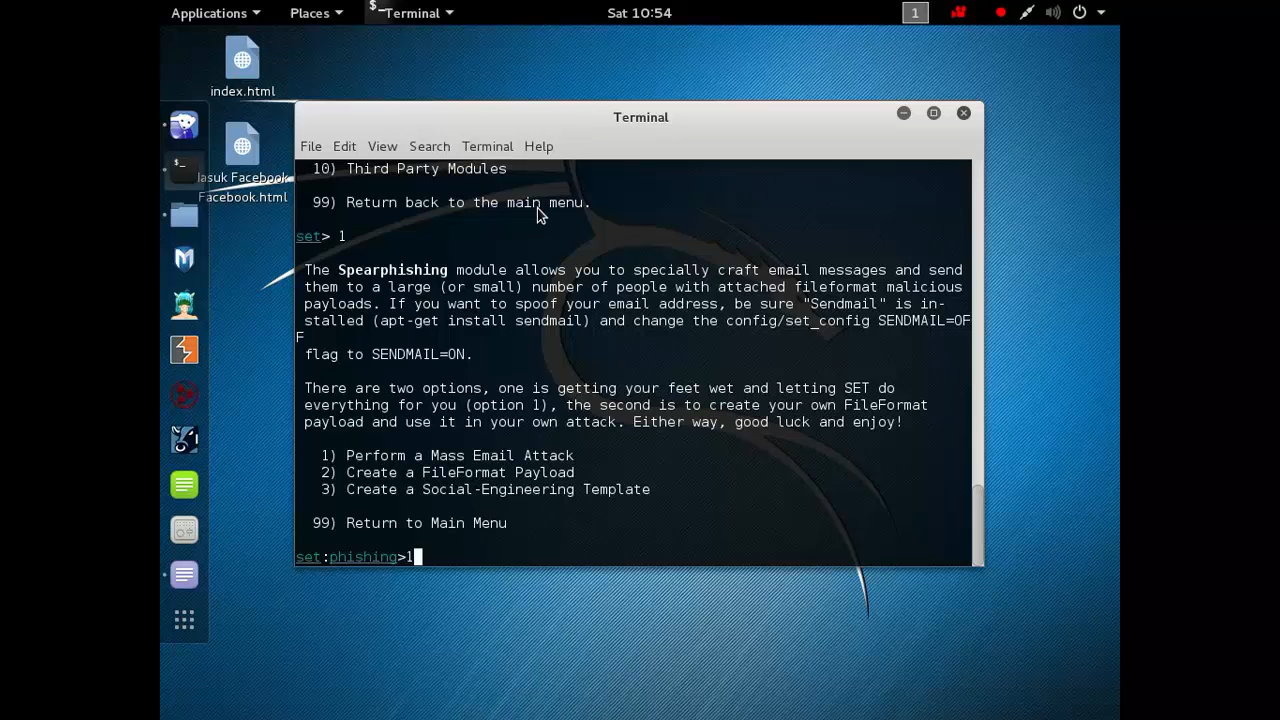 Applications Places Terminal Sat 10:54 1
index.html
Terminal
File Edit View Search Terminal Help
Iasuk Facebook
Facebook.html
10) Third Party Modules
99) Return back to the main menu.
set> 1
The Spearphishing module allows you to specially craft email messages and send
them to a large (or small) number of people with attached fileformat malicious
payloads. If you want to spoof your email address, be sure "Sendmail" is in-
stalled (apt-get install sendmail) and change the config/set_config SENDMAIL=OF
F
flag to SENDMAIL=ON.
There are two options, one is getting your feet wet and letting SET do
everything for you (option 1), the second is to create your own FileFormat
payload and use it in your own attack. Either way, good luck and enjoy!
1) Perform a Mass Email Attack
2) Create a FileFormat Payload
3) Create a Social-Engineering Template
99) Return to Main Menu
set:phishing>1